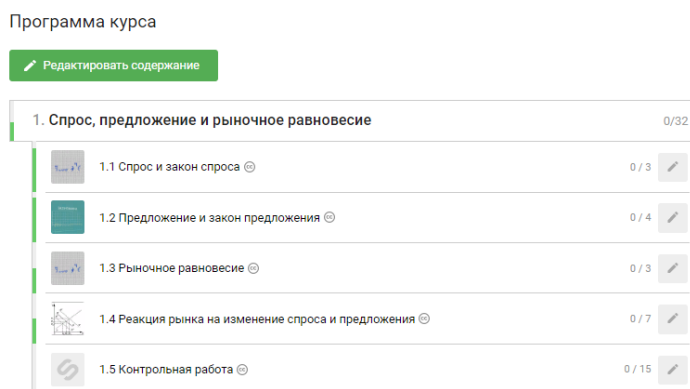 Программа курса
Редактировать содержание
1. Спрос, предложение и рыночное равновесие 0/32
1.1 Спрос и закон спроса 0 / 3
1.2 Предложение и закон предложения 0 / 4
1.3 Рыночное равновесие 0 / 3
1.4 Реакция рынка на изменение спроса и предложения 0 / 7
1.5 Контрольная работа 0 / 15